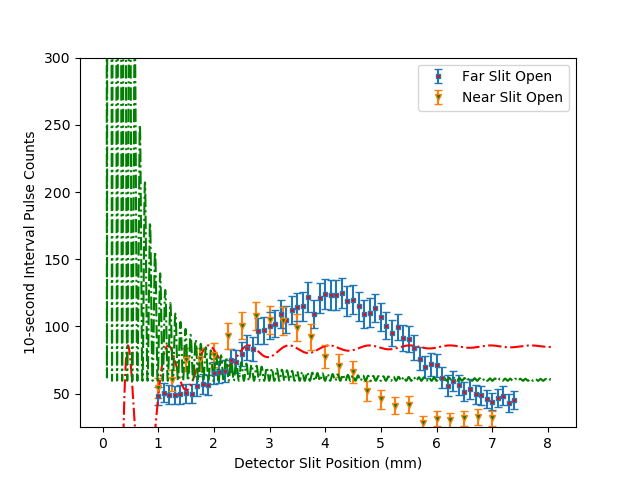 300
250
200
150
100
50
10-second Interval Pulse Counts
Far Slit Open
Near Slit Open
0 1 2 3 4 5 6 7 8
Detector Slit Position (mm)